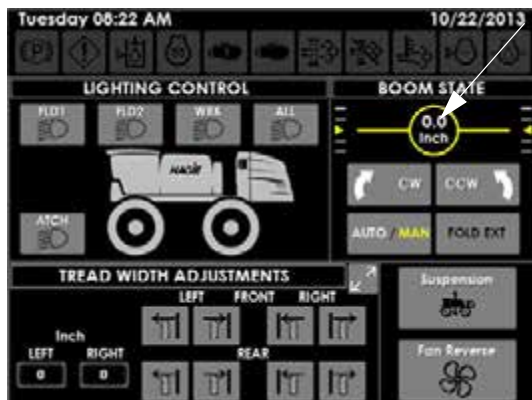 Tuesday 08:22 AM 10/22/2013
(P)
LIGHTING CONTROL
FLD1 FLD2 WRK ALL
HAGIE
ATCH
BOOM STATE
0.0
Inch
CW CCW
AUTO / MAN FOLD EXT
TREAD WIDTH ADJUSTMENTS
LEFT FRONT RIGHT
Inch
LEFT RIGHT
REAR
0 0
Suspension
Fan Reverse